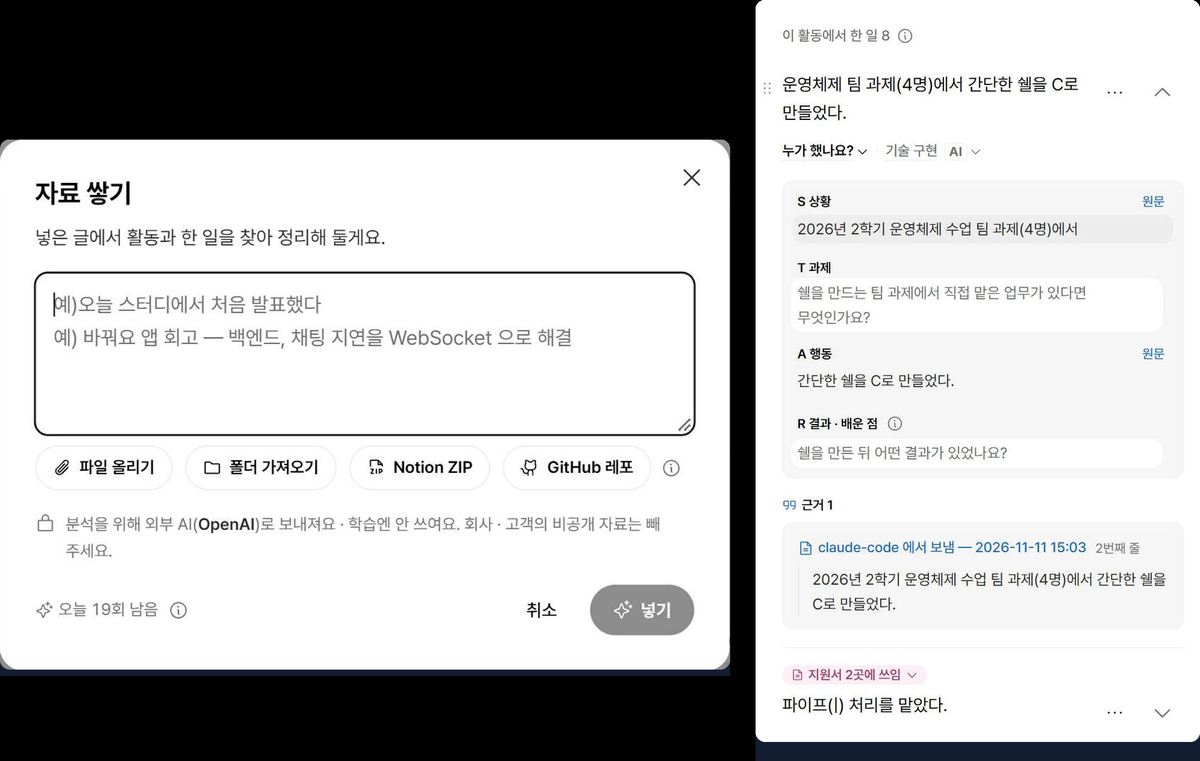 자료 쌓기
넣은 글에서 활동과 한 일을 찾아 정리해 둘게요.
예)오늘 스터디에서 처음 발표했다
예) 바꿔요 앱 회고 — 백엔드, 채팅 지연을 WebSocket 으로 해결
파일 올리기 폴더 가져오기 ZIP Notion ZIP GitHub 레포
분석을 위해 외부 AI(OpenAI)로 보내져요 · 학습엔 안 쓰여요. 회사 · 고객의 비공개 자료는 빼
주세요.
오늘 19회 남음 취소 넣기
이 활동에서 한 일 8
운영체제 팀 과제(4명)에서 간단한 쉘을 C로
만들었다.
누가 했나요? · 기술 구현 AI
S 상황 원문
2026년 2학기 운영체제 수업 팀 과제(4명)에서
T 과제
쉘을 만드는 팀 과제에서 직접 맡은 업무가 있다면
무엇인가요?
A 행동 원문
간단한 쉘을 C로 만들었다.
R 결과 · 배운 점
쉘을 만든 뒤 어떤 결과가 있었나요?
근거 1
claude-code 에서 보냄 — 2026-11-11 15:03 2번째 줄
2026년 2학기 운영체제 수업 팀 과제(4명)에서 간단한 쉘을
C로 만들었다.
지원서 2곳에 쓰임
파이프(|) 처리를 맡았다.